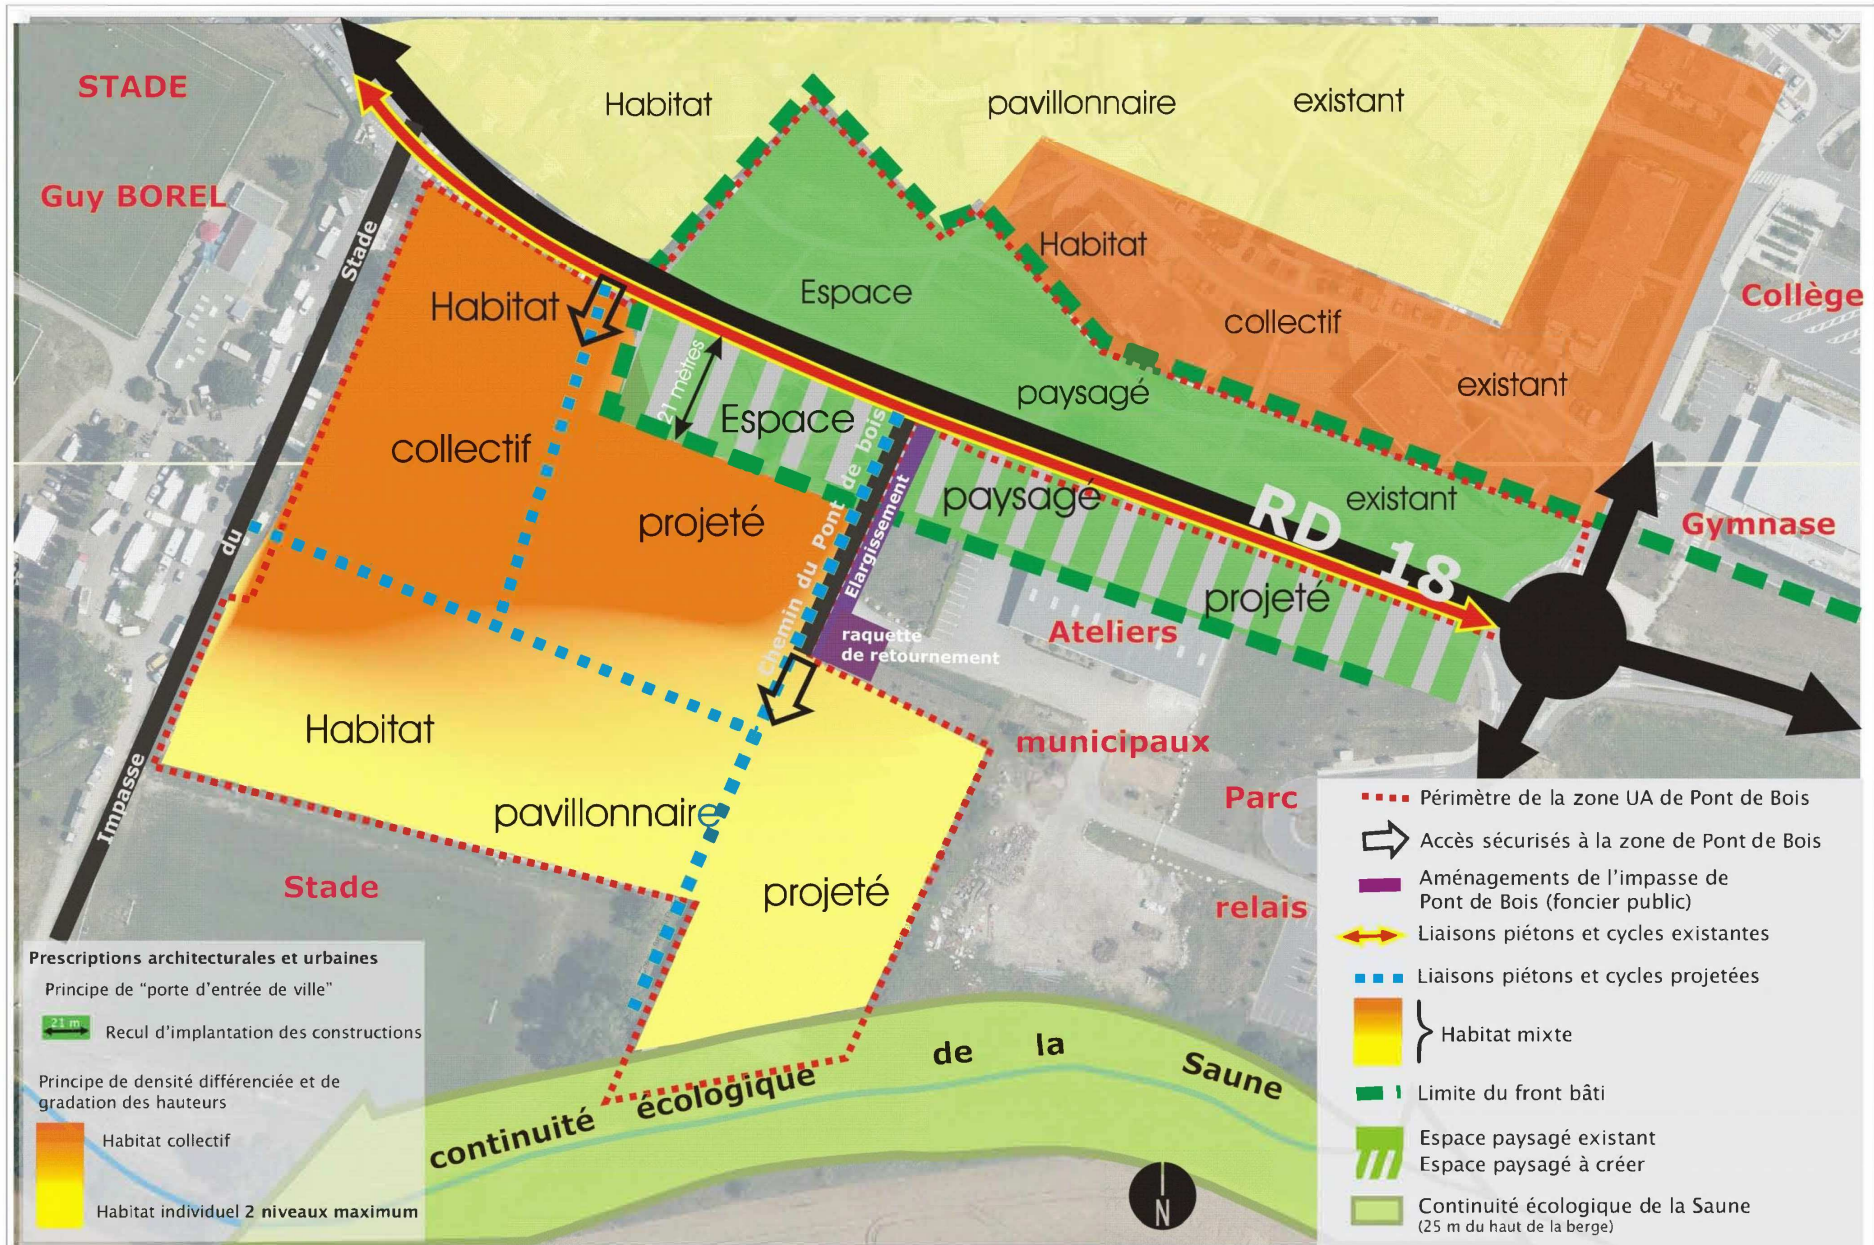 STADE
Guy BOREL
Habitat pavillonnaire existant
Habitat
collectif
existant
Collège
Gymnase
Espace
paysagé
existant
RD 18
Impasse du Stade
Habitat
collectif
projeté
21 mètres
Espace
paysagé
projeté
Chemin du Pont de bois
Elargissement
raquette
de retournement
Ateliers
municipaux
Parc
relais
Habitat
pavillonnaire
projeté
Stade
continuité écologique de la Saune
N
Prescriptions architecturales et urbaines
Principe de "porte d'entrée de ville"
21 m
Recul d'implantation des constructions
Principe de densité différenciée et de
gradation des hauteurs
Habitat collectif
Habitat individuel 2 niveaux maximum
Périmètre de la zone UA de Pont de Bois
Accès sécurisés à la zone de Pont de Bois
Aménagements de l'impasse de
Pont de Bois (foncier public)
Liaisons piétons et cycles existantes
Liaisons piétons et cycles projetées
Habitat mixte
Limite du front bâti
Espace paysagé existant
Espace paysagé à créer
Continuité écologique de la Saune
(25 m du haut de la berge)